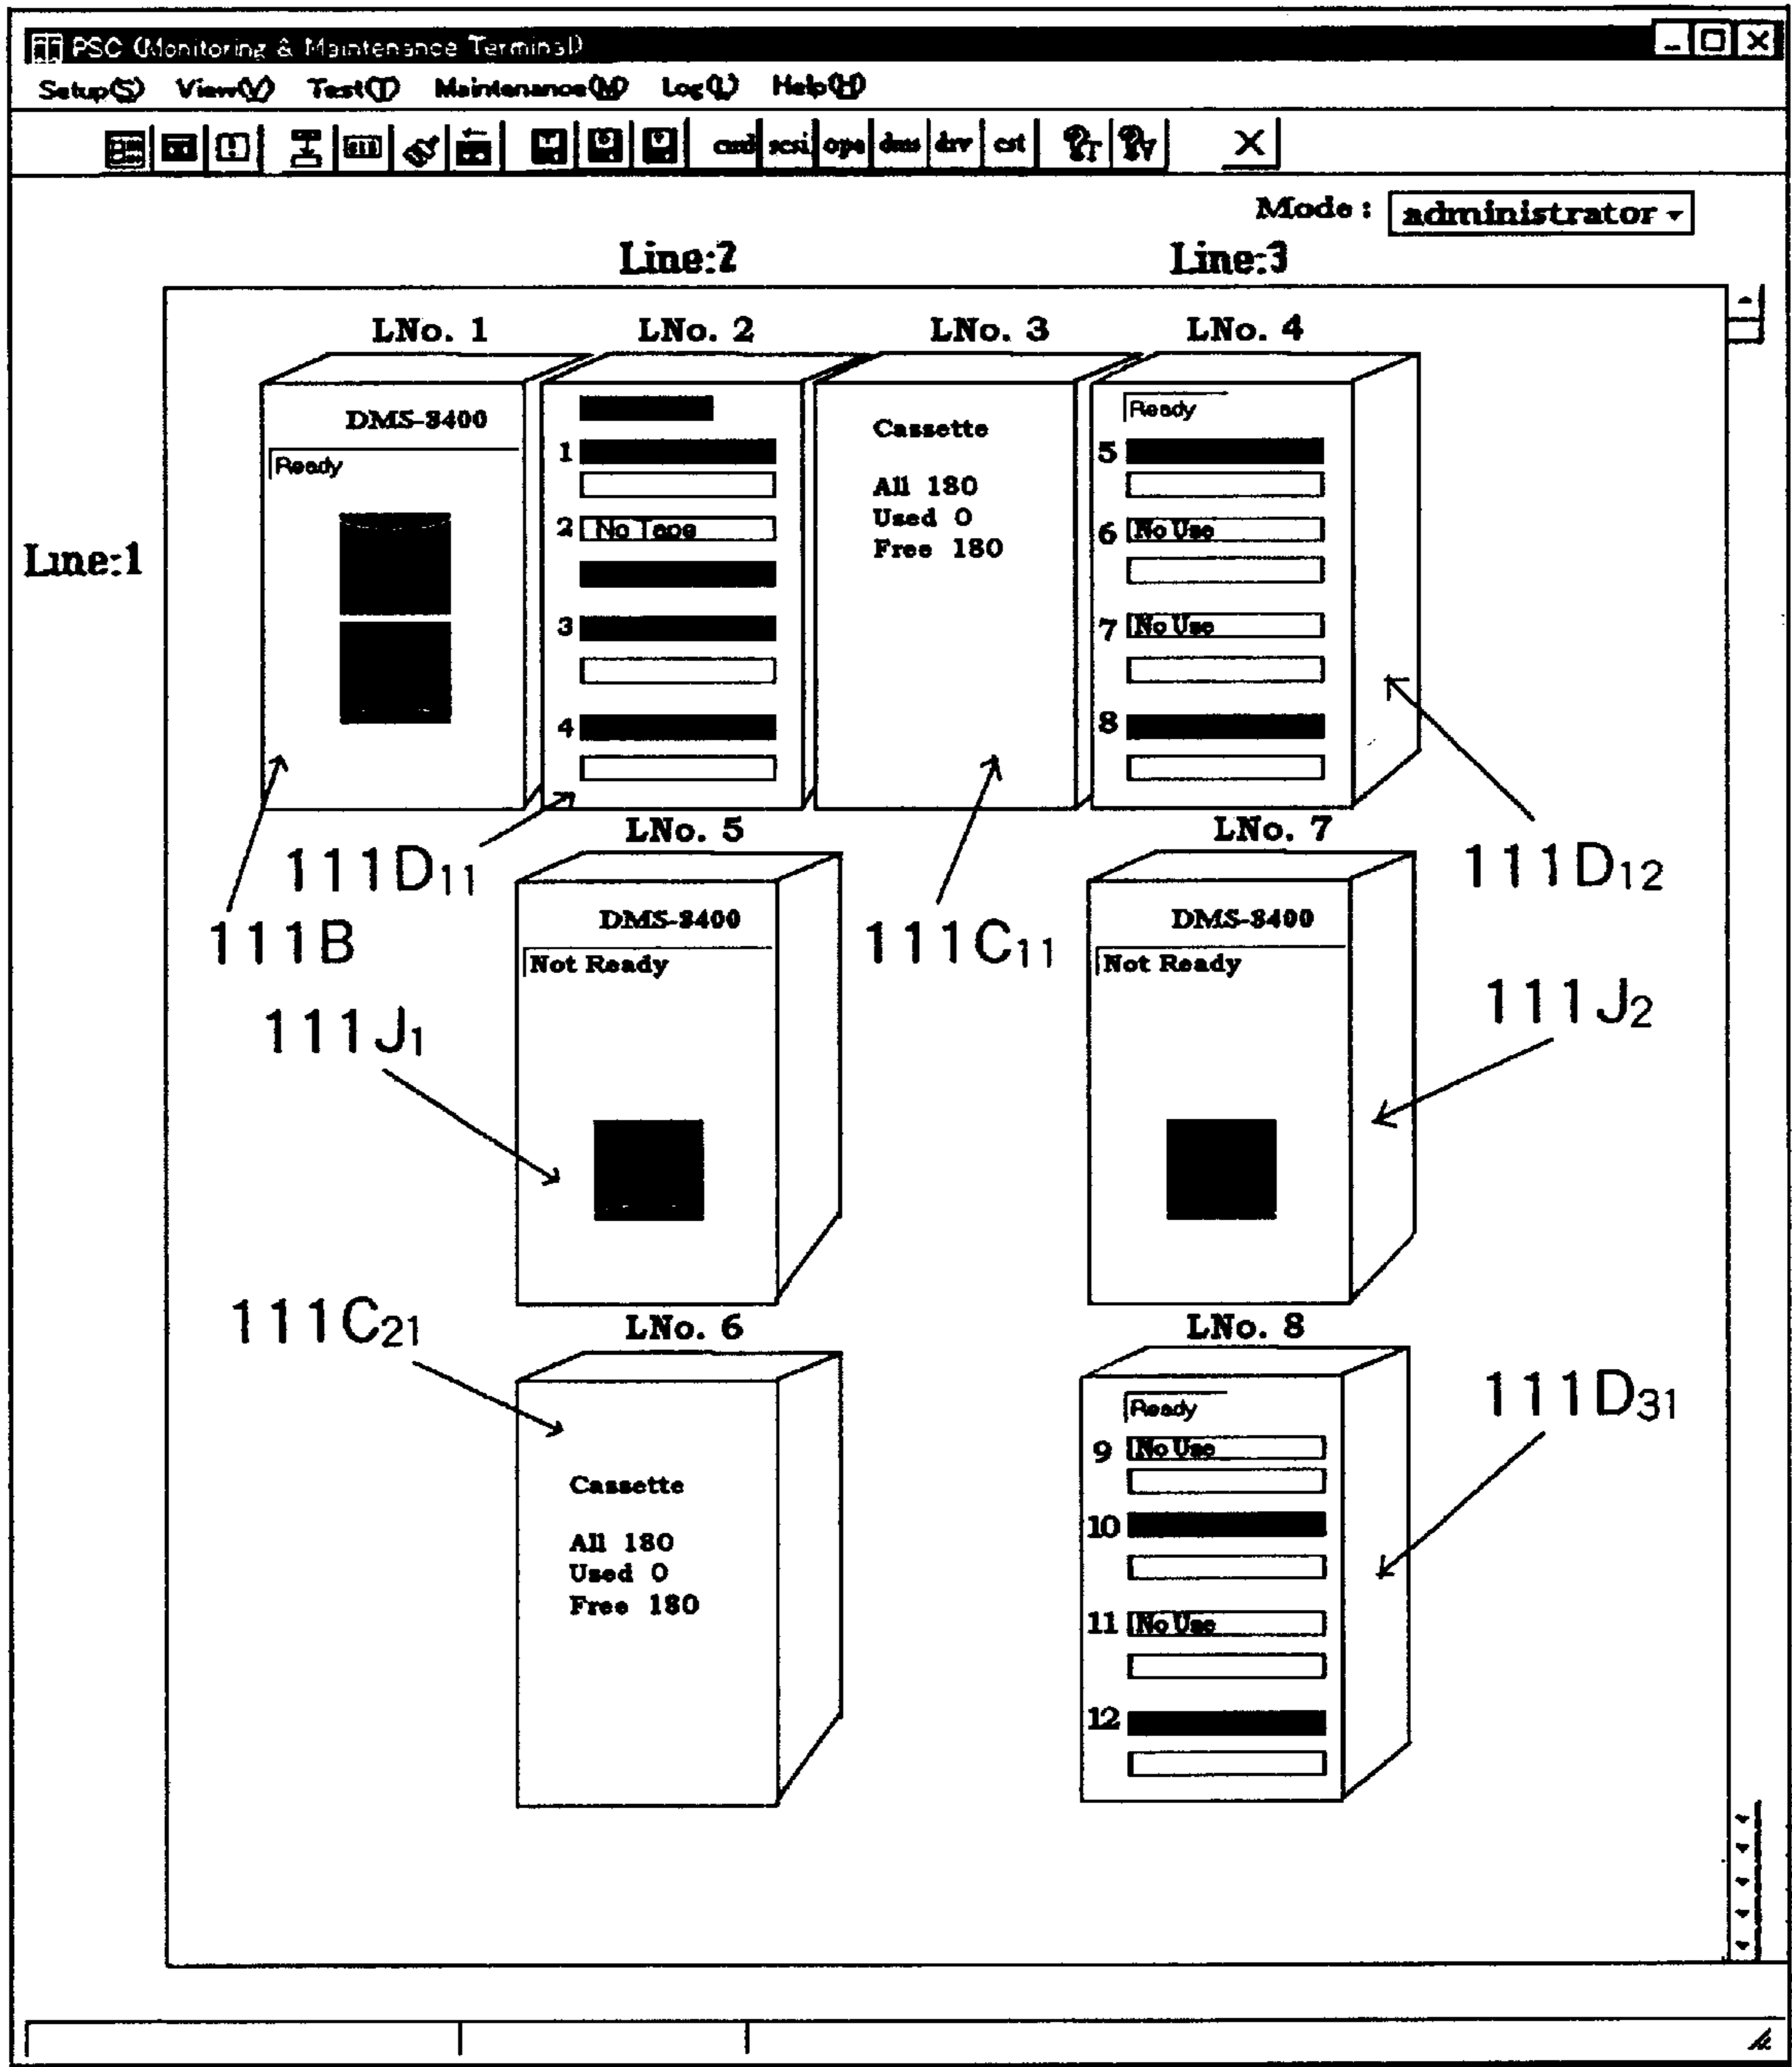 PSC (Monitoring & Maintenance Terminal)
Setup(S) View(V) Test(T) Maintenance(M) Log(L) Help(H)
scsi ope dms drv cst
Mode : administrator
Line:2 Line:3
LNo. 1 LNo. 2 LNo. 3 LNo. 4
DMS-8400
Ready
1
2 No Tape
3
4
Cassette
All 180
Used 0
Free 180
Ready
5
6 No Use
7 No Use
8
Line:1
LNo. 5 LNo. 7
111D11
111B
111C11
111D12
DMS-8400
Not Ready
DMS-8400
Not Ready
111J1
111J2
111C21
LNo. 6 LNo. 8
Cassette
All 180
Used 0
Free 180
Ready
9 No Use
10
11 No Use
12
111D31